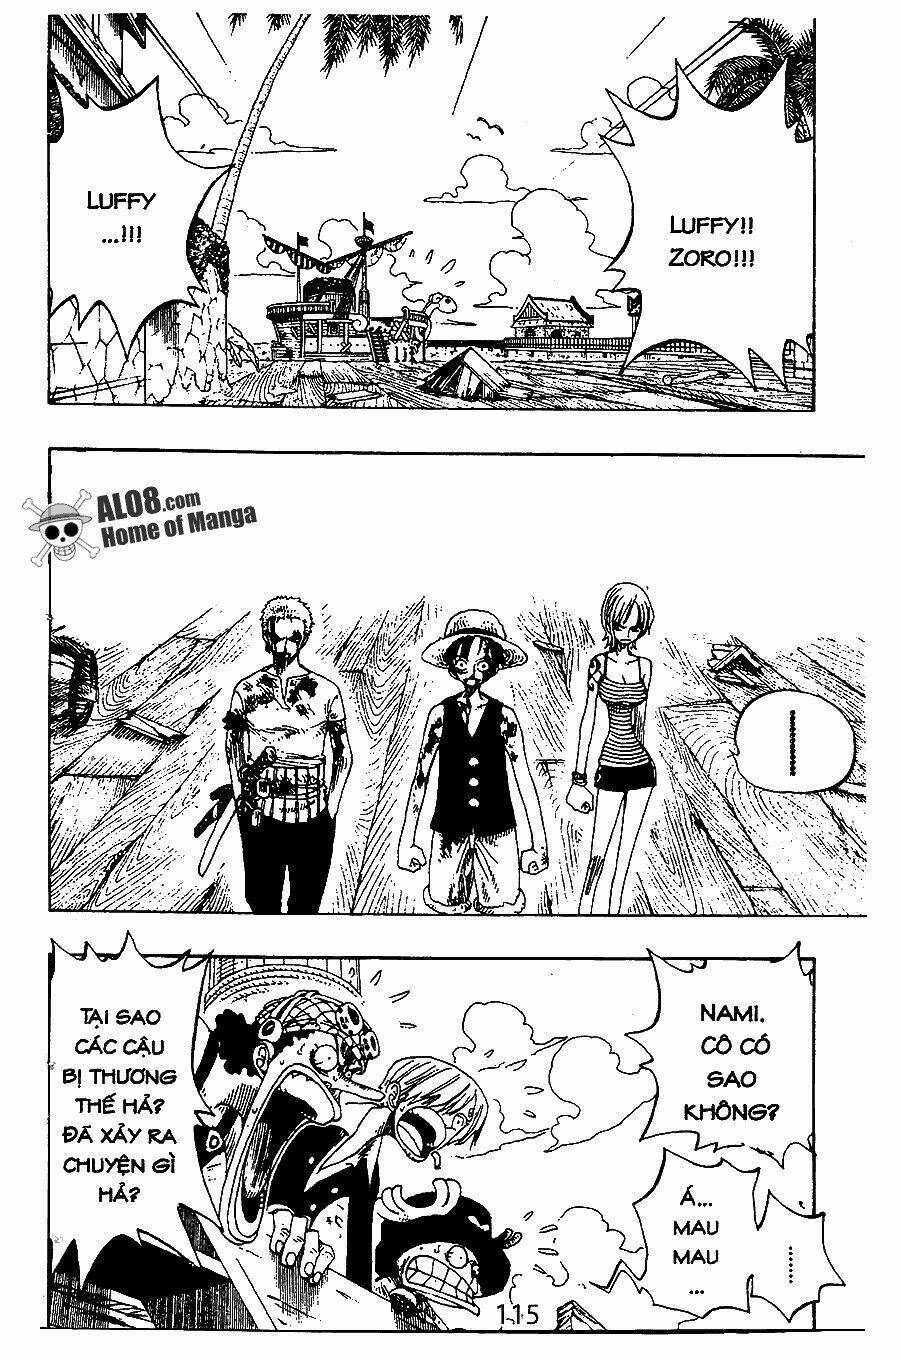 LUFFY!!
ZORO!!!
LUFFY
...!!!
AL08.com
Home of Manga
NAMI.
CÔ CÓ
SAO
KHÔNG?
Á...
MAU
MAU
...
......
TẠI SAO
CÁC CẬU
BỊ THƯƠNG
THẾ HẢ?
ĐÃ XẢY RA
CHUYỆN GÌ
HẢ?
115